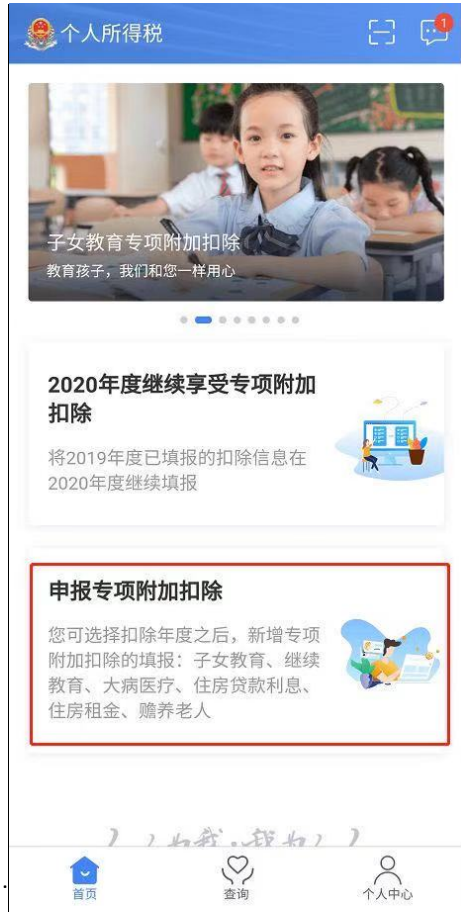 个人所得税
1
子女教育专项附加扣除
教育孩子，我们和您一样用心
2020年度继续享受专项附加
扣除
将2019年度已填报的扣除信息在
2020年度继续填报
申报专项附加扣除
您可选择扣除年度之后，新增专项
附加扣除的填报：子女教育、继续
教育、大病医疗、住房贷款利息、
住房租金、赡养老人
首页
查询
个人中心